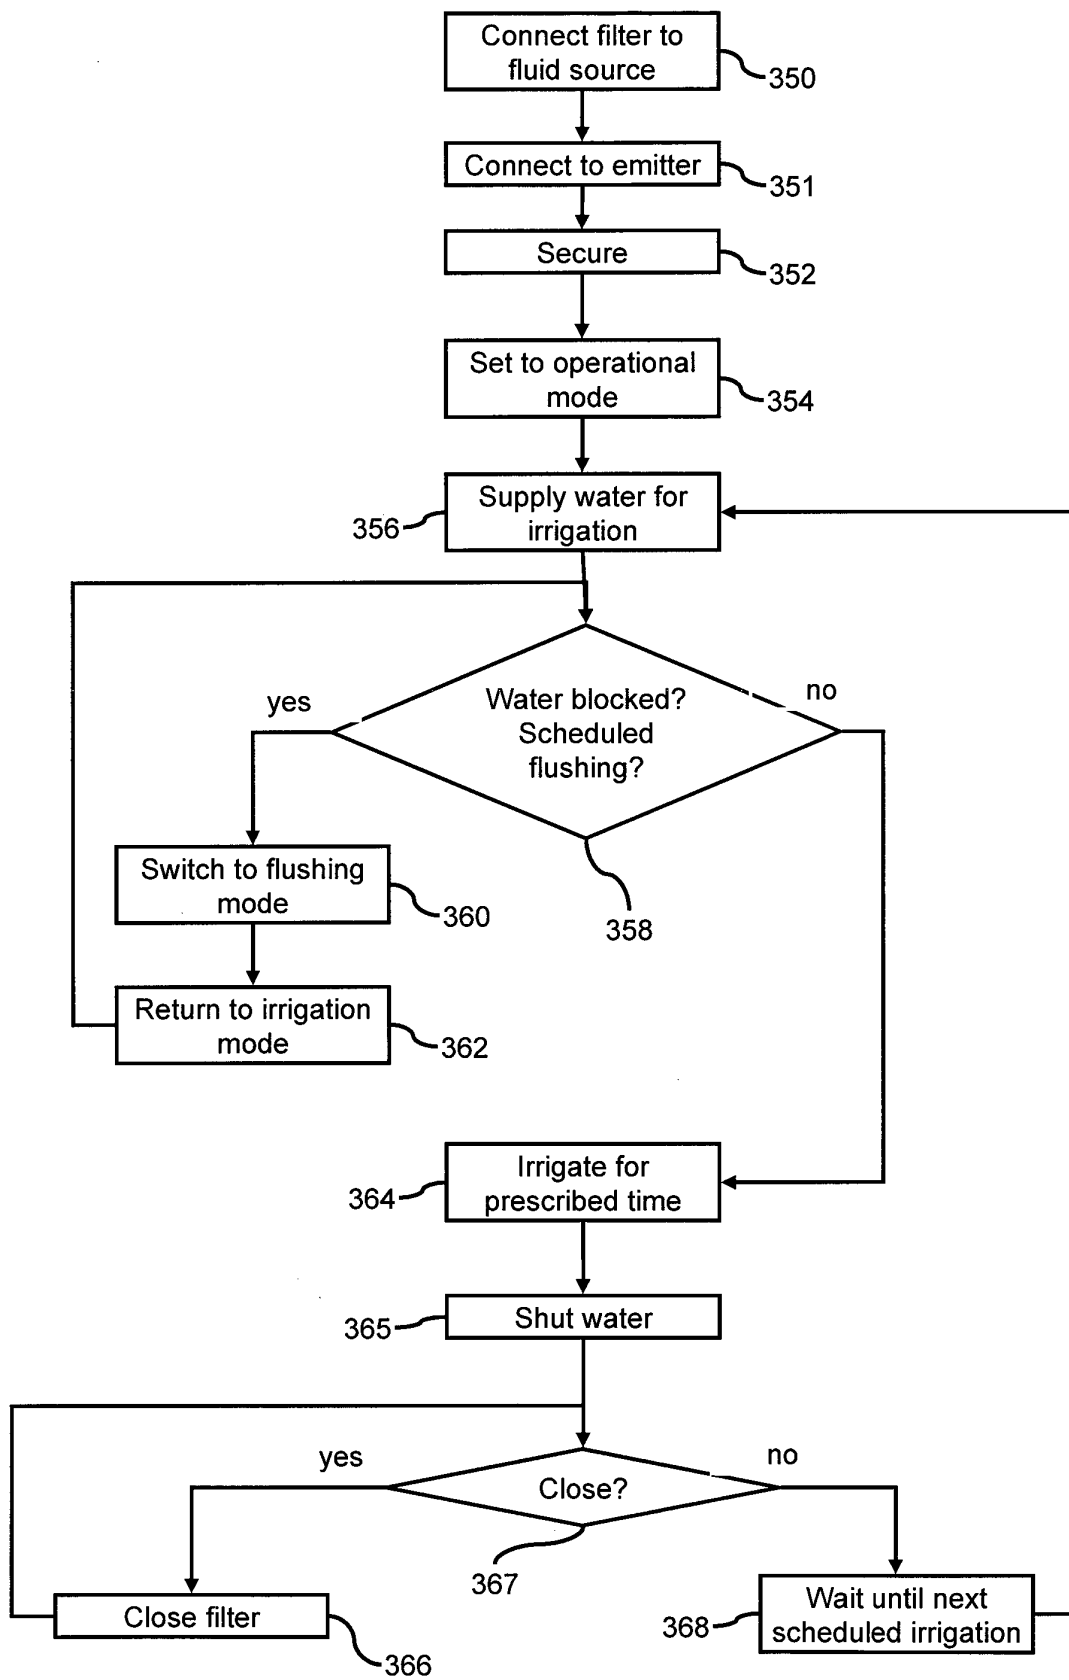 Connect filter to
fluid source
350
Connect to emitter
351
Secure
352
Set to operational
mode
354
Supply water for
irrigation
356
Water blocked?
Scheduled
flushing?
yes
no
358
Switch to flushing
mode
360
Return to irrigation
mode
362
Irrigate for
prescribed time
364
Shut water
365
Close?
yes
no
367
Close filter
366
Wait until next
scheduled irrigation
368